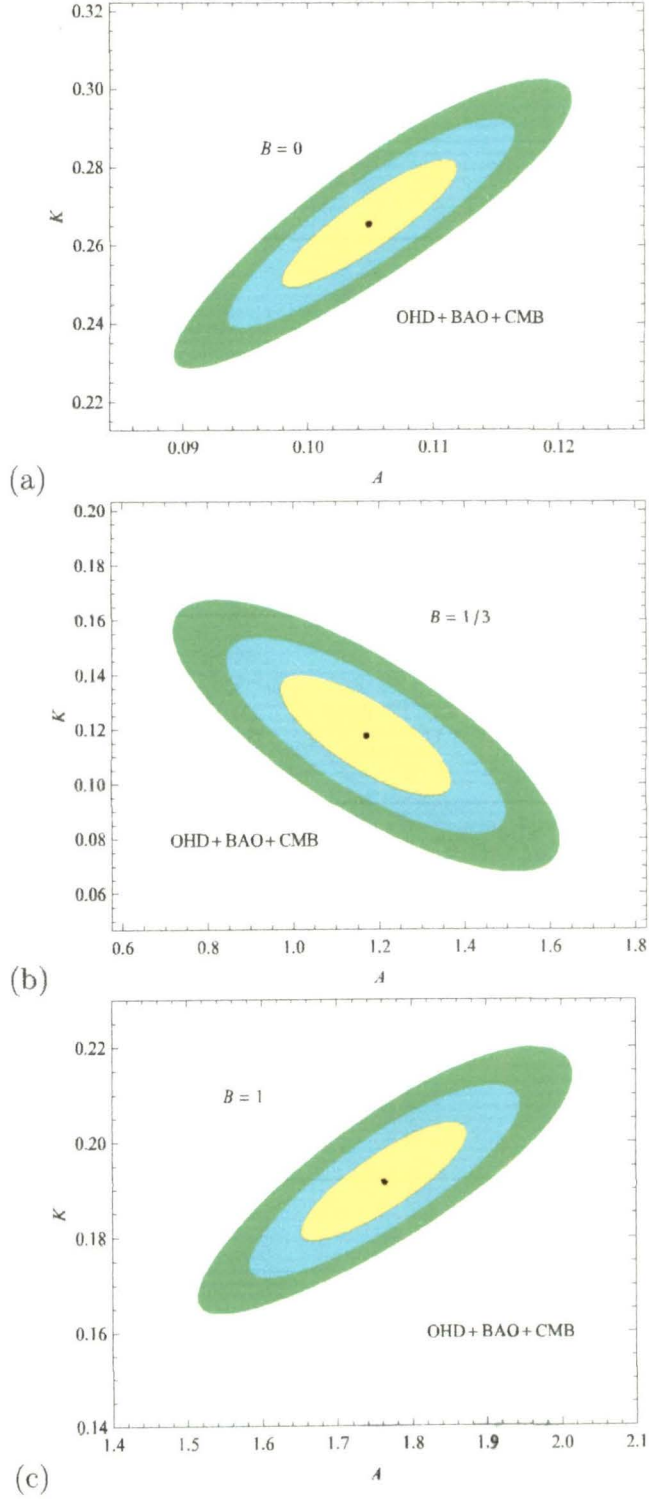 0.32
0.30
0.28
0.26
0.24
0.22
K
B = 0
OHD+BAO+CMB
0.09 0.10 0.11 0.12
A
(a)
0.20
0.18
0.16
0.14
0.12
0.10
0.08
0.06
K
B = 1/3
OHD+BAO+CMB
0.6 0.8 1.0 1.2 1.4 1.6 1.8
A
(b)
0.22
0.20
0.18
0.16
0.14
K
B = 1
OHD+BAO+CMB
1.4 1.5 1.6 1.7 1.8 1.9 2.0 2.1
A
(c)